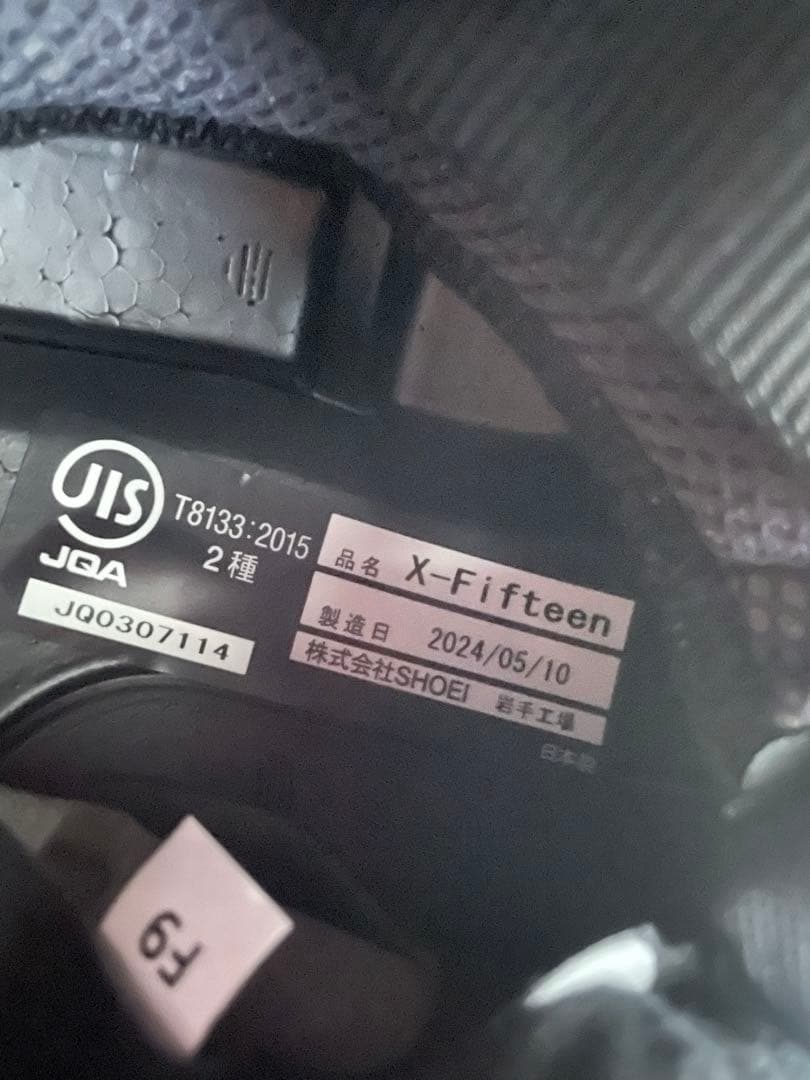 JIS
JQA
T8133:2015
2種
JQ0307114
品名 X-Fifteen
製造日 2024/05/10
株式会社SHOEI 岩手工場
日本製
F9